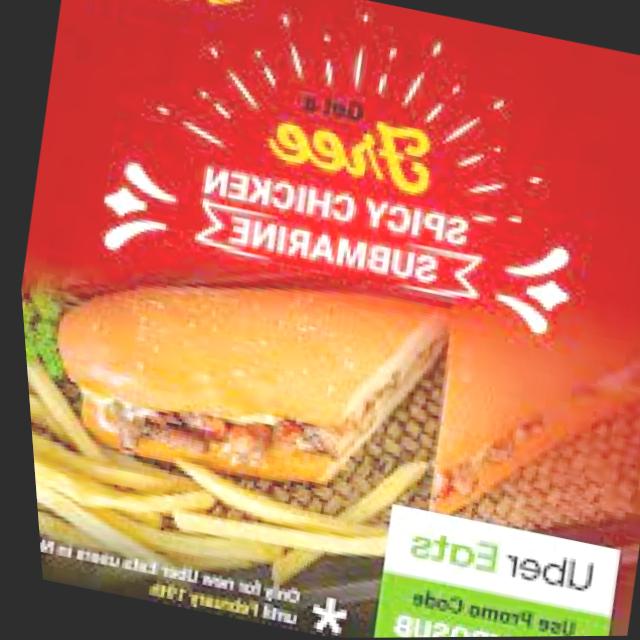 Get a
Free
SPICY CHICKEN
SUBMARINE
Uber Eats
Use Promo Code
Only for new Uber Eats users in
until February 19th
*